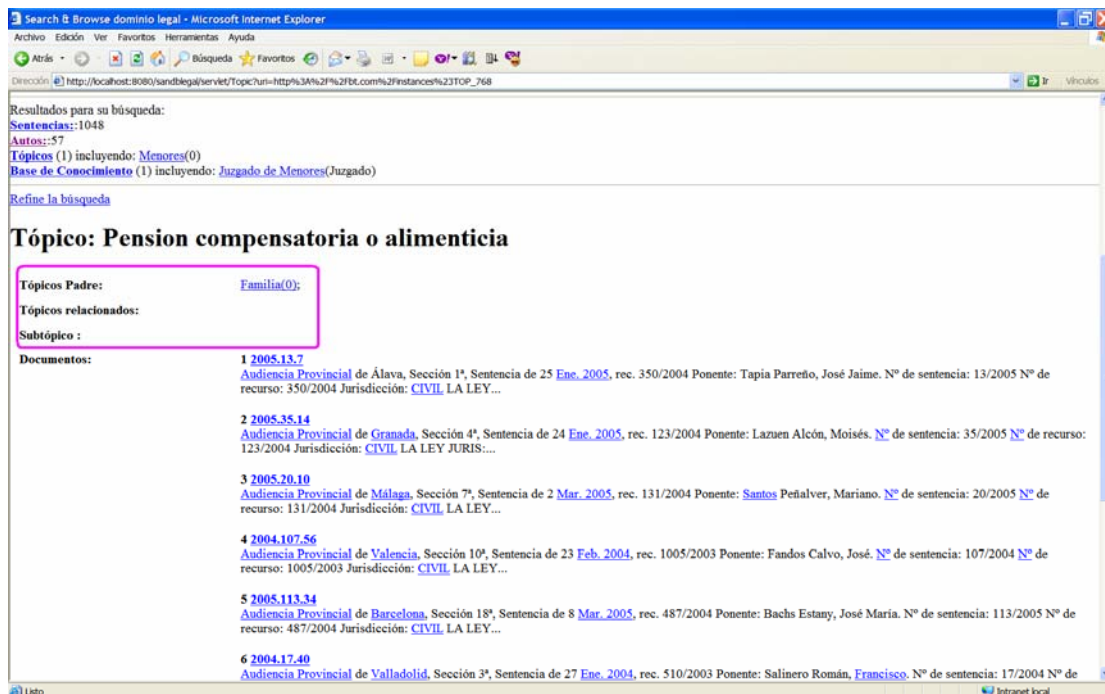 Search & Browse dominio legal - Microsoft Internet Explorer
Archivo Edición Ver Favoritos Herramientas Ayuda
Atrás Búsqueda Favoritos
Dirección http://localhost:8080/sandblegal/servlet/Topic?uri=http%3A%2F%2Fbt.com%2Finstances%23TOP_768 Ir Vínculos
Resultados para su búsqueda:
Sentencias::1048
Autos::57
Tópicos (1) incluyendo: Menores(0)
Base de Conocimiento (1) incluyendo: Juzgado de Menores(Juzgado)
Refine la búsqueda
Tópico: Pension compensatoria o alimenticia
Tópicos Padre: Familia(0);
Tópicos relacionados:
Subtópico :
Documentos: 1 2005.13.7
Audiencia Provincial de Álava, Sección 1ª, Sentencia de 25 Ene. 2005, rec. 350/2004 Ponente: Tapia Parreño, José Jaime. Nº de sentencia: 13/2005 Nº de
recurso: 350/2004 Jurisdicción: CIVIL LA LEY...
2 2005.35.14
Audiencia Provincial de Granada, Sección 4ª, Sentencia de 24 Ene. 2005, rec. 123/2004 Ponente: Lazuen Alcón, Moisés. Nº de sentencia: 35/2005 Nº de recurso:
123/2004 Jurisdicción: CIVIL LA LEY JURIS:...
3 2005.20.10
Audiencia Provincial de Málaga, Sección 7ª, Sentencia de 2 Mar. 2005, rec. 131/2004 Ponente: Santos Peñalver, Mariano. Nº de sentencia: 20/2005 Nº de
recurso: 131/2004 Jurisdicción: CIVIL LA LEY...
4 2004.107.56
Audiencia Provincial de Valencia, Sección 10ª, Sentencia de 23 Feb. 2004, rec. 1005/2003 Ponente: Fandos Calvo, José. Nº de sentencia: 107/2004 Nº de
recurso: 1005/2003 Jurisdicción: CIVIL LA LEY...
5 2005.113.34
Audiencia Provincial de Barcelona, Sección 18ª, Sentencia de 8 Mar. 2005, rec. 487/2004 Ponente: Bachs Estany, José María. Nº de sentencia: 113/2005 Nº de
recurso: 487/2004 Jurisdicción: CIVIL LA LEY...
6 2004.17.40
Audiencia Provincial de Valladolid, Sección 3ª, Sentencia de 27 Ene. 2004, rec. 510/2003 Ponente: Salinero Román, Francisco. Nº de sentencia: 17/2004 Nº de
Listo Intranet local